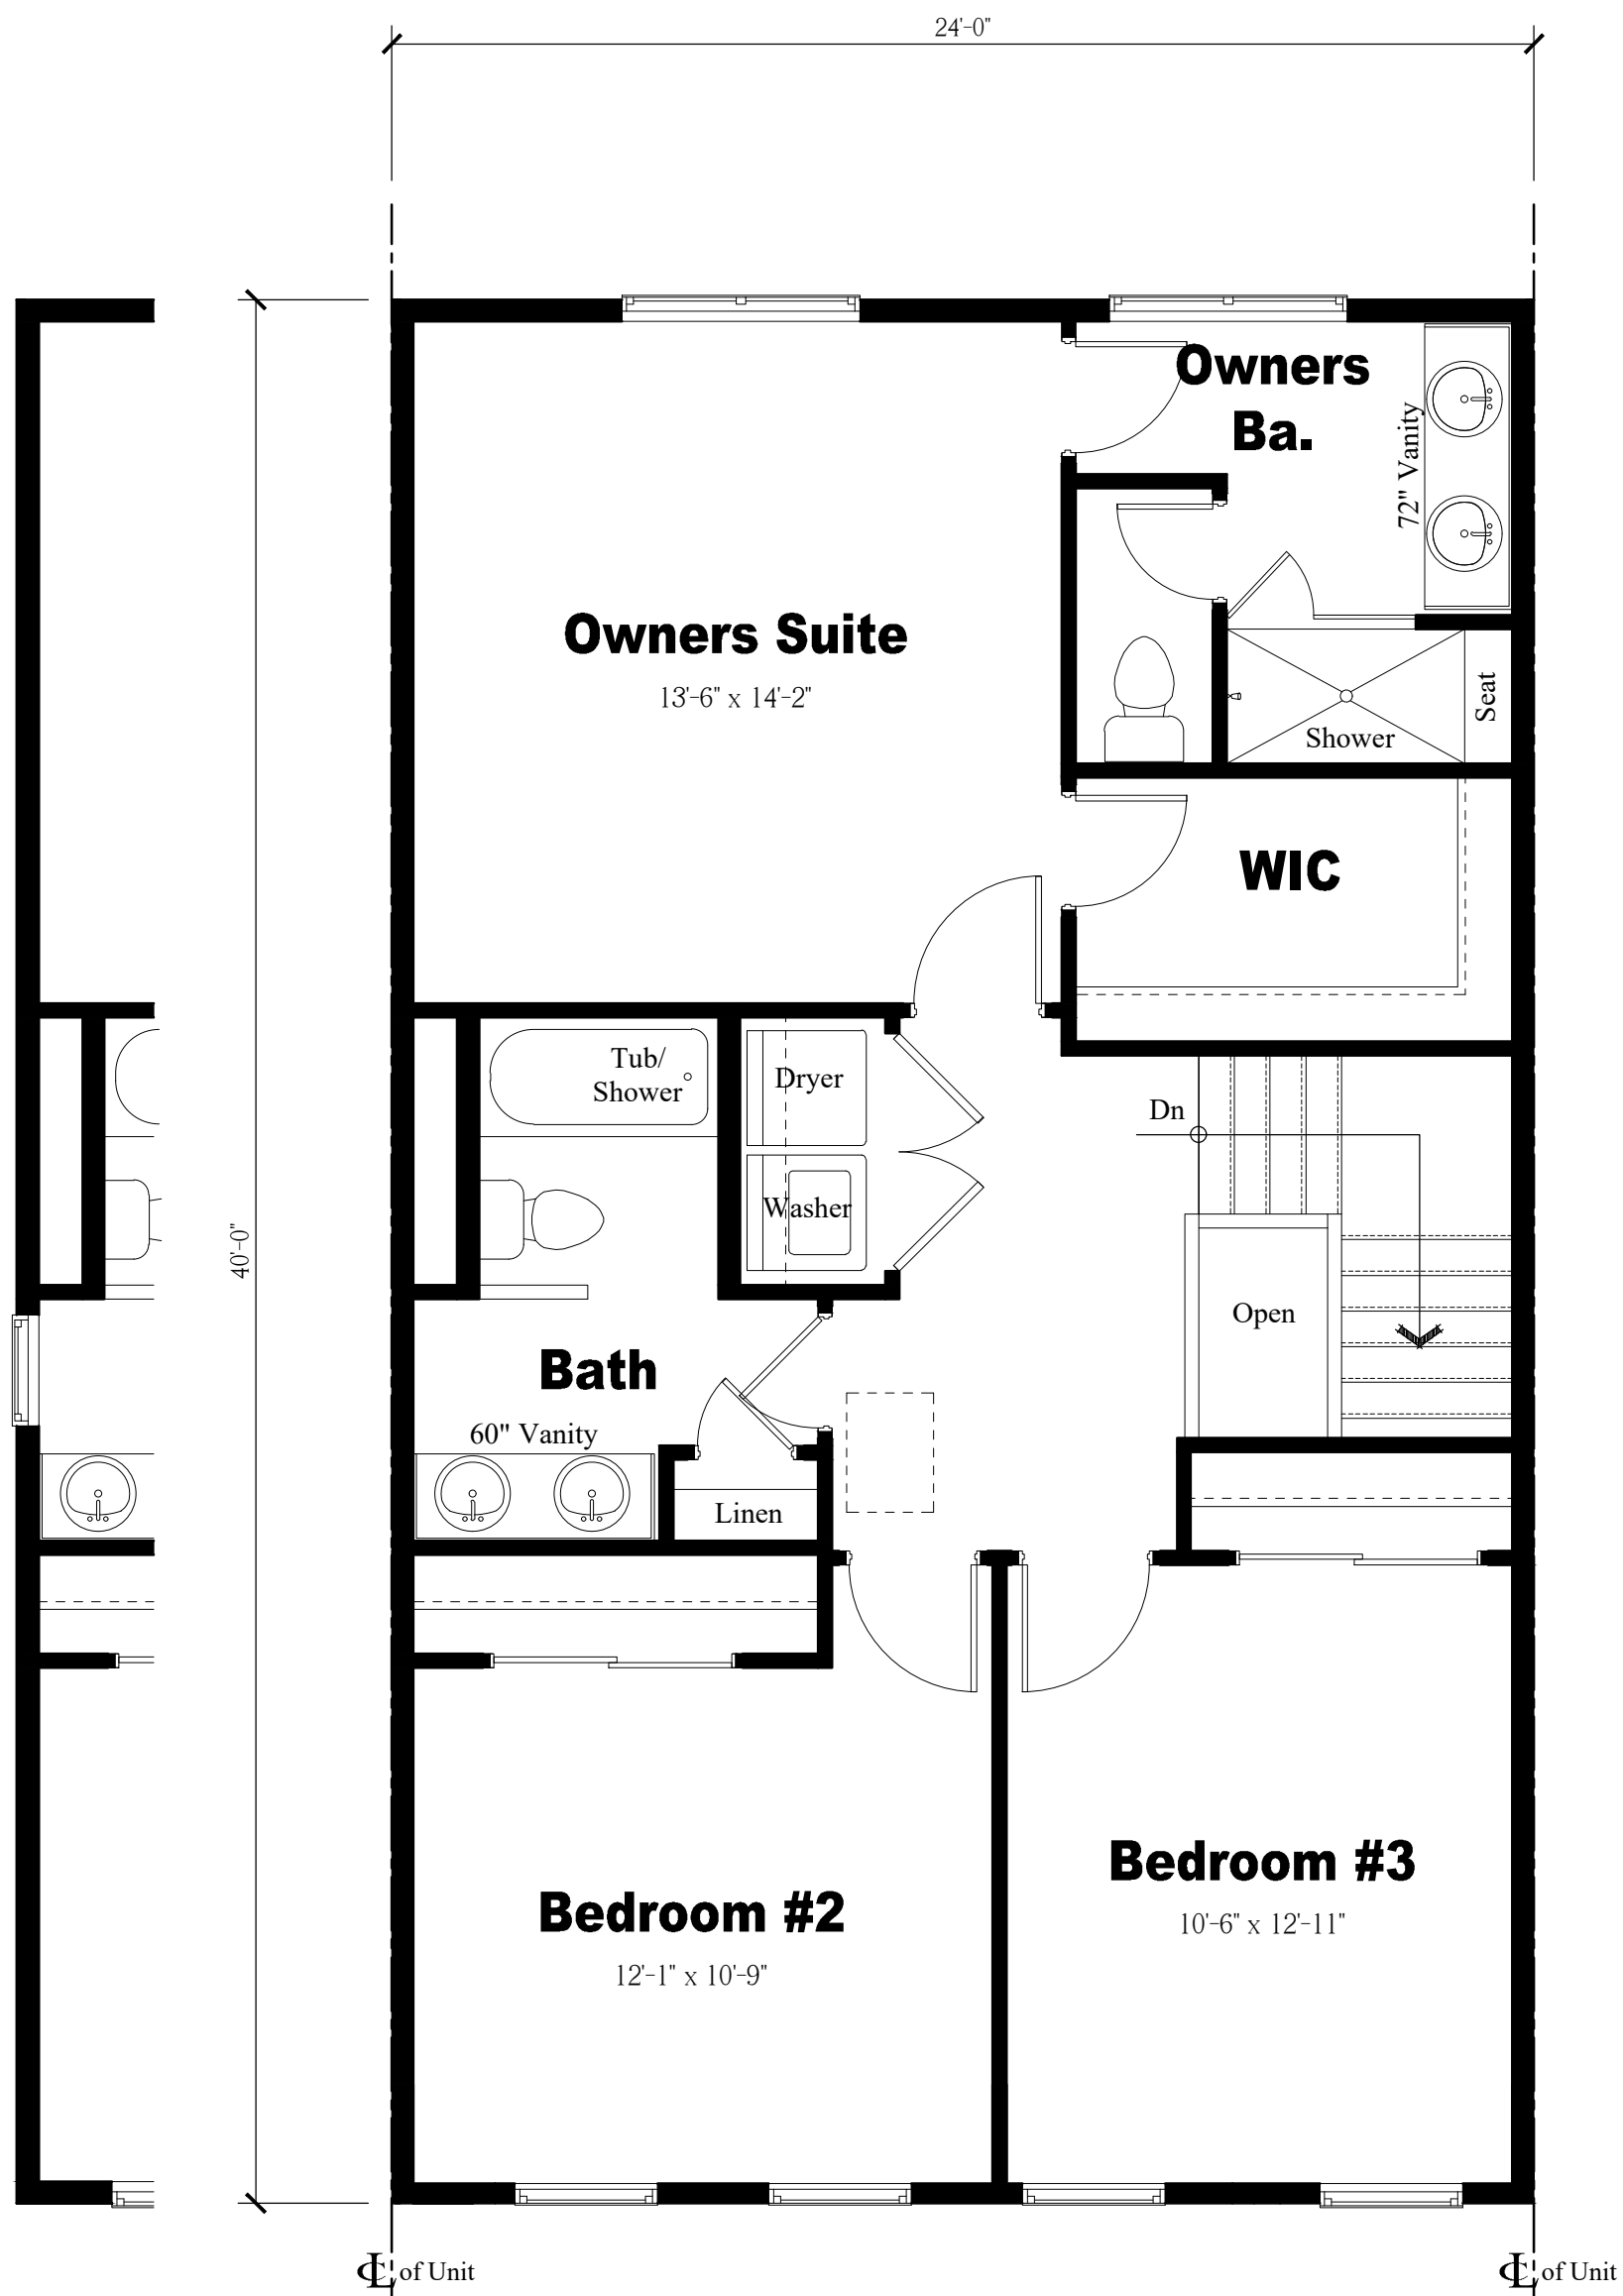 24'-0"
Owners
Ba.
72" Vanity
Owners Suite
13'-6" x 14'-2"
Seat
Shower
WIC
Tub/
Shower
Dryer
Dn
Washer
40'-0"
Open
Bath
60" Vanity
Linen
Bedroom #3
10'-6" x 12'-11"
Bedroom #2
12'-1" x 10'-9"
℄ of Unit
℄ of Unit